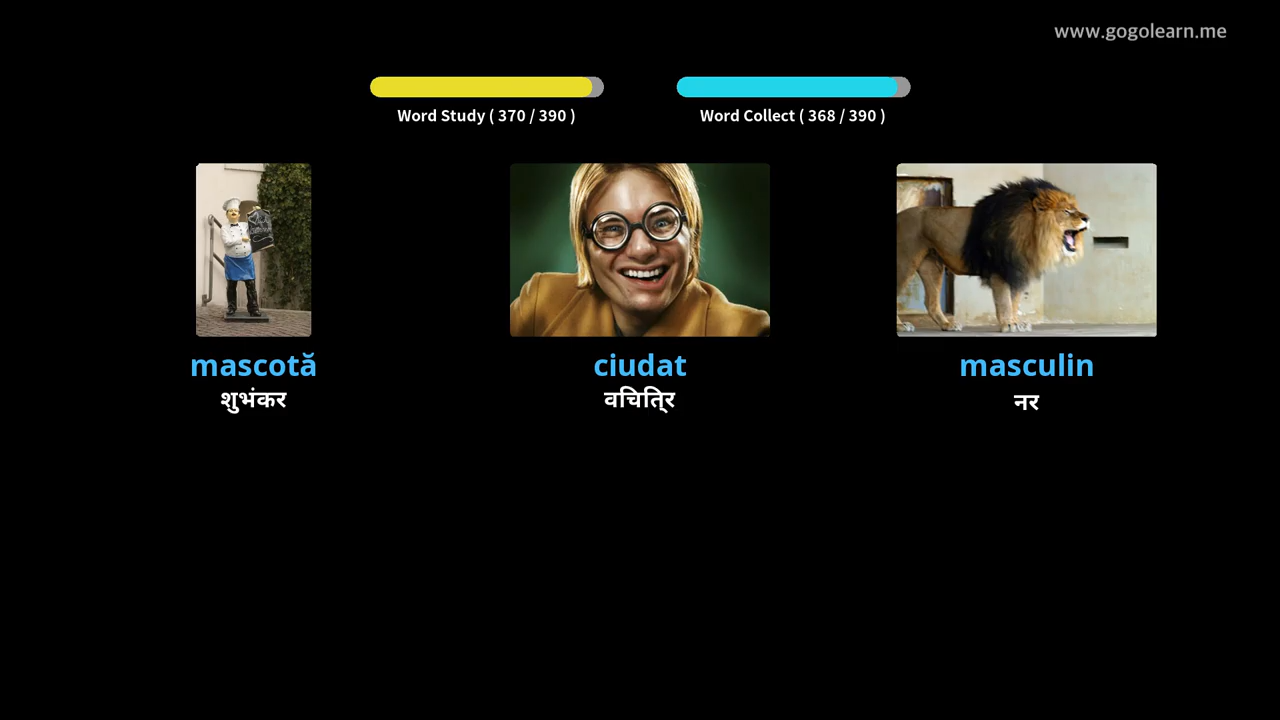 www.gogolearn.me
Word Study ( 370 / 390 )
Word Collect ( 368 / 390 )
mascotă
ciudat
masculin
शुभंकर
वचित्रि
नर